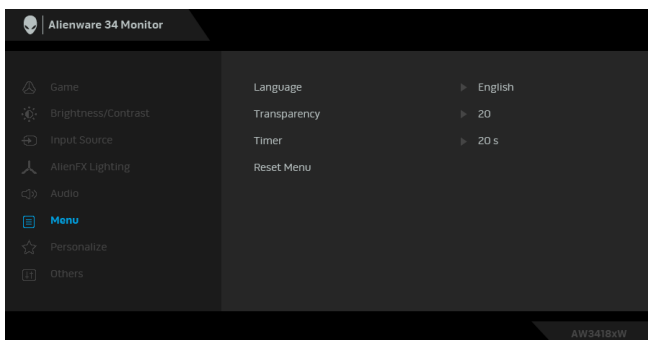 Alienware 34 Monitor
Game
Brightness/Contrast
Input Source
AlienFX Lighting
Audio
Menu
Personalize
Others
Language English
Transparency 20
Timer 20 s
Reset Menu
AW3418xW